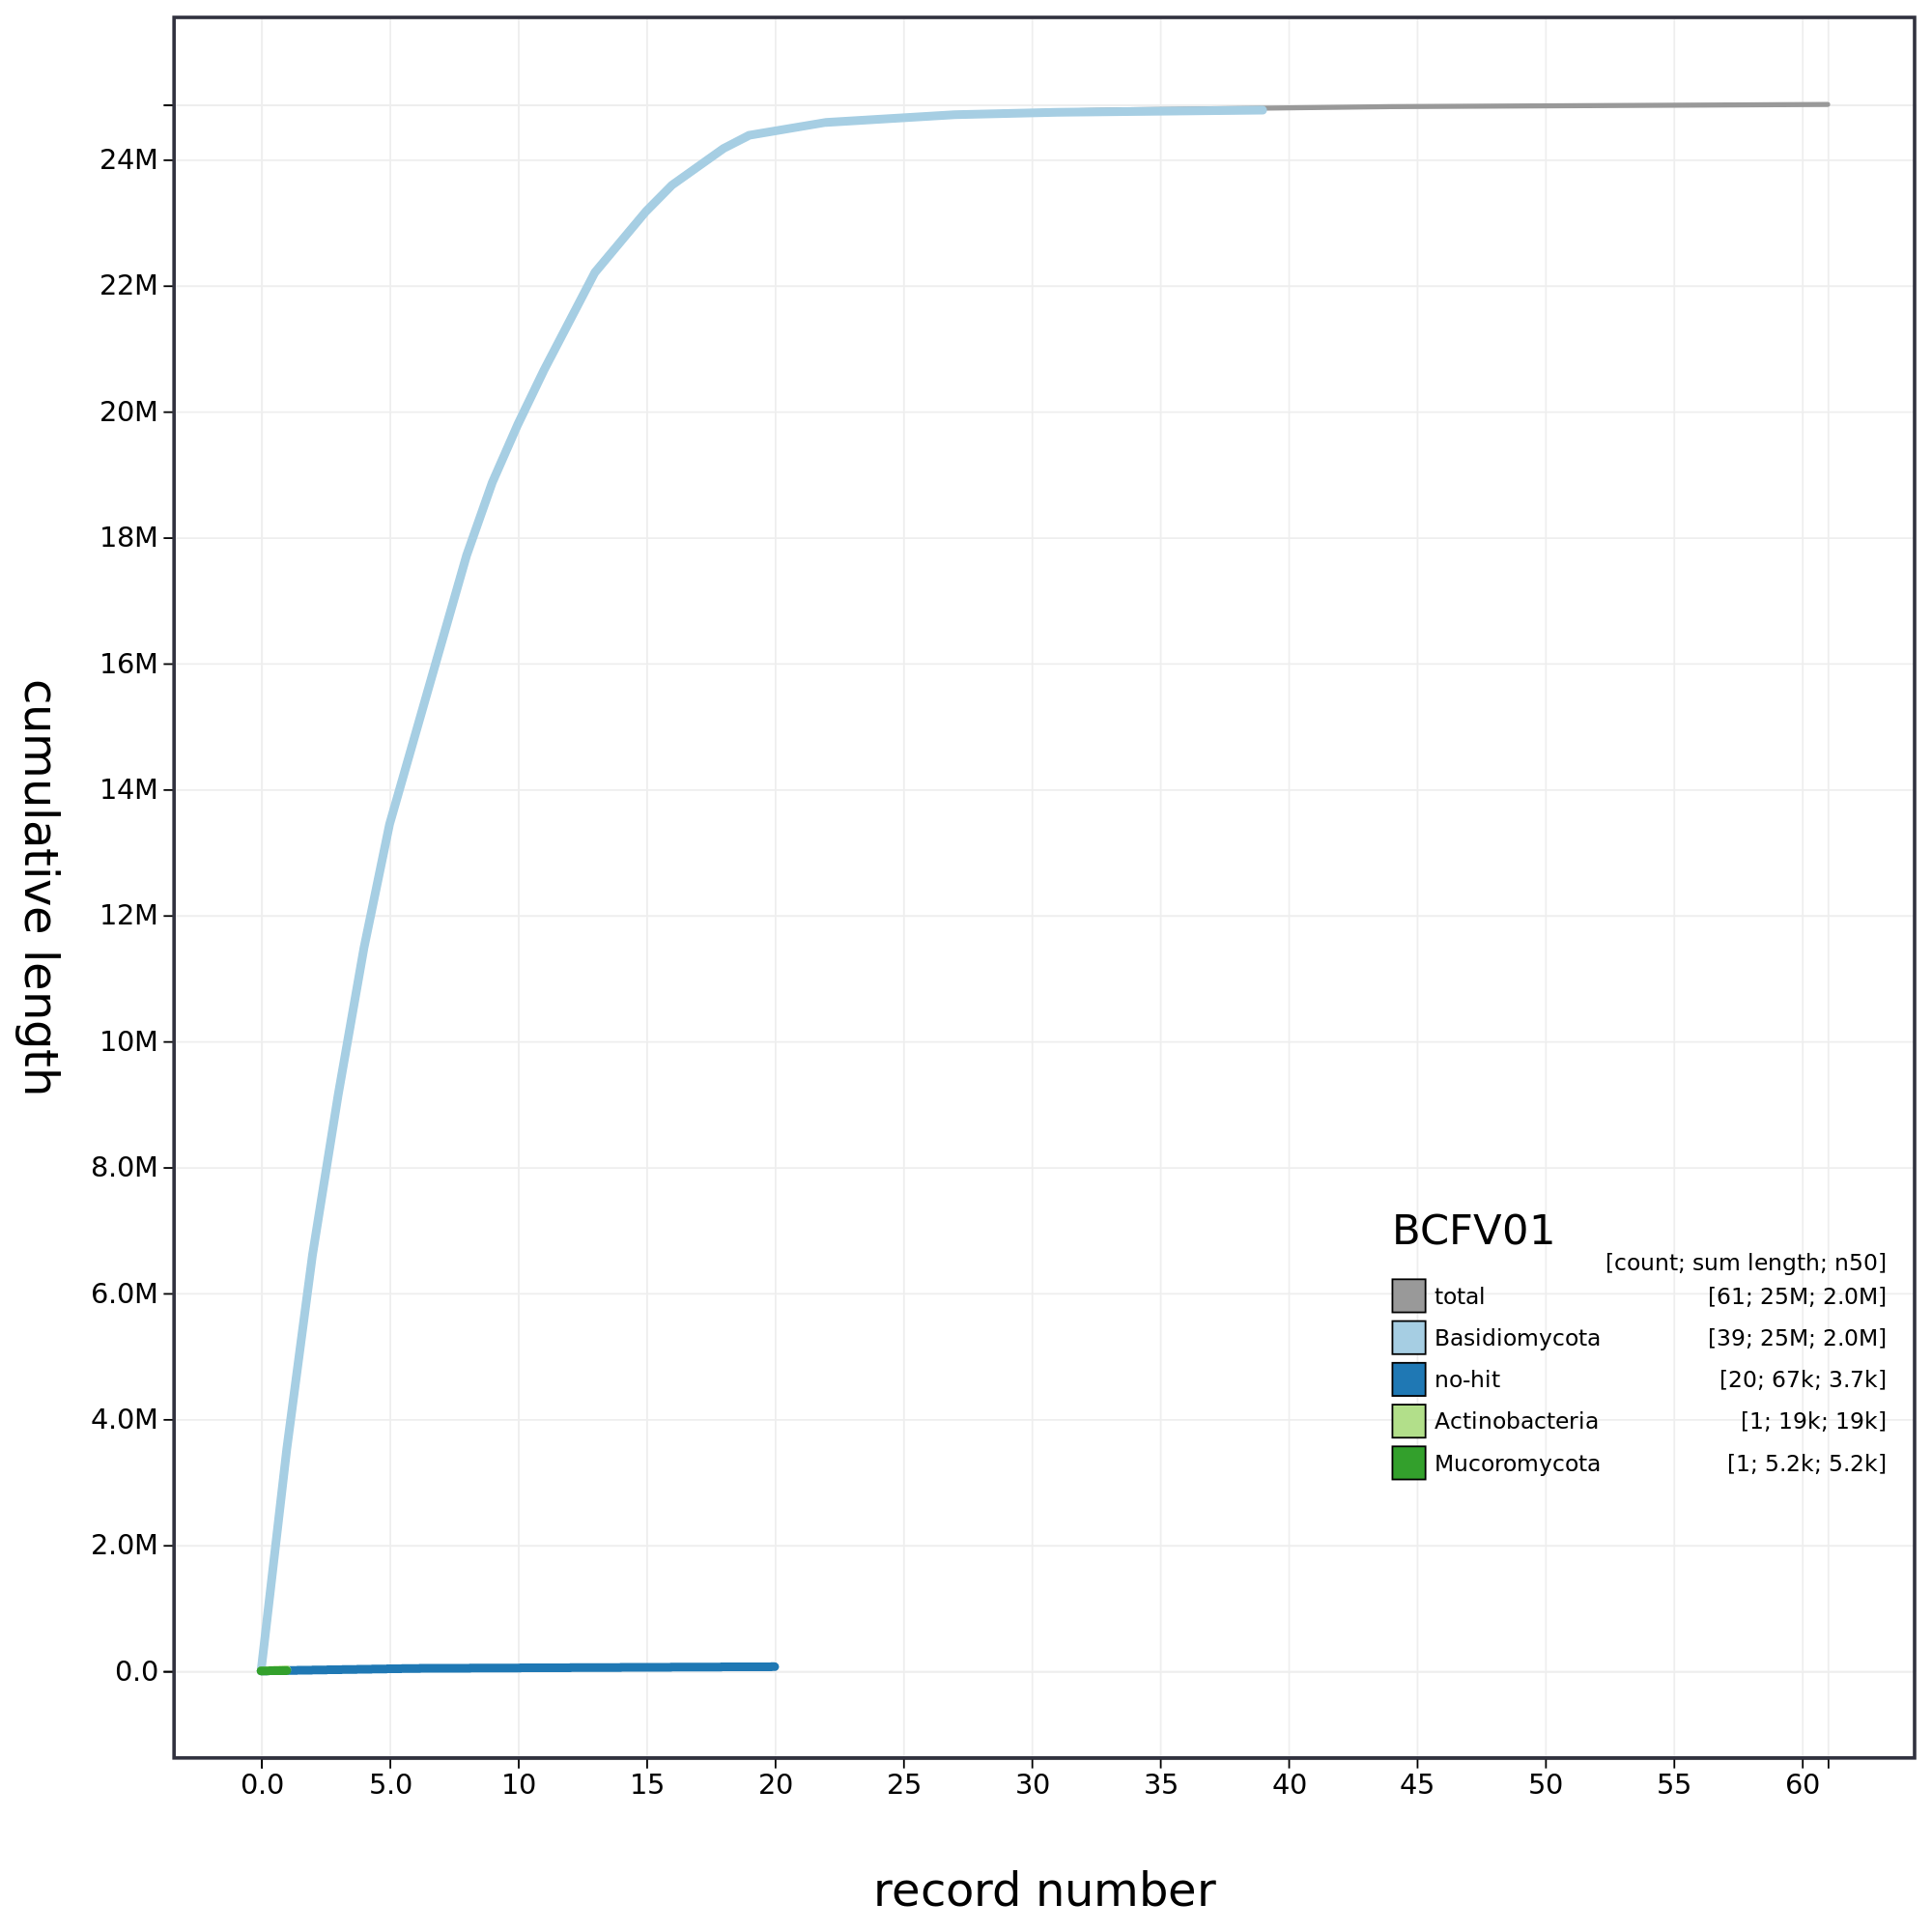 24M
22M
20M
18M
16M
14M
12M
10M
8.0M
6.0M
4.0M
2.0M
0.0
cumulative length
BCFV01
[count; sum length; n50]
total [61; 25M; 2.0M]
Basidiomycota [39; 25M; 2.0M]
no-hit [20; 67k; 3.7k]
Actinobacteria [1; 19k; 19k]
Mucoromycota [1; 5.2k; 5.2k]
0.0 5.0 10 15 20 25 30 35 40 45 50 55 60
record number